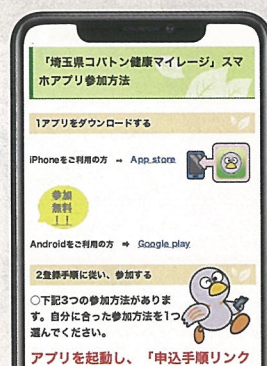 「埼玉県コバトン健康マイレージ」スマ
ホアプリ参加方法
1アプリをダウンロードする
iPhoneをご利用の方 → App store
参加
無料
!!
Androidをご利用の方 → Google play
2登録手順に従い、参加する
○下記3つの参加方法がありま
す。自分に合った参加方法を1つ
選んでください。
アプリを起動し、「申込手順リンク